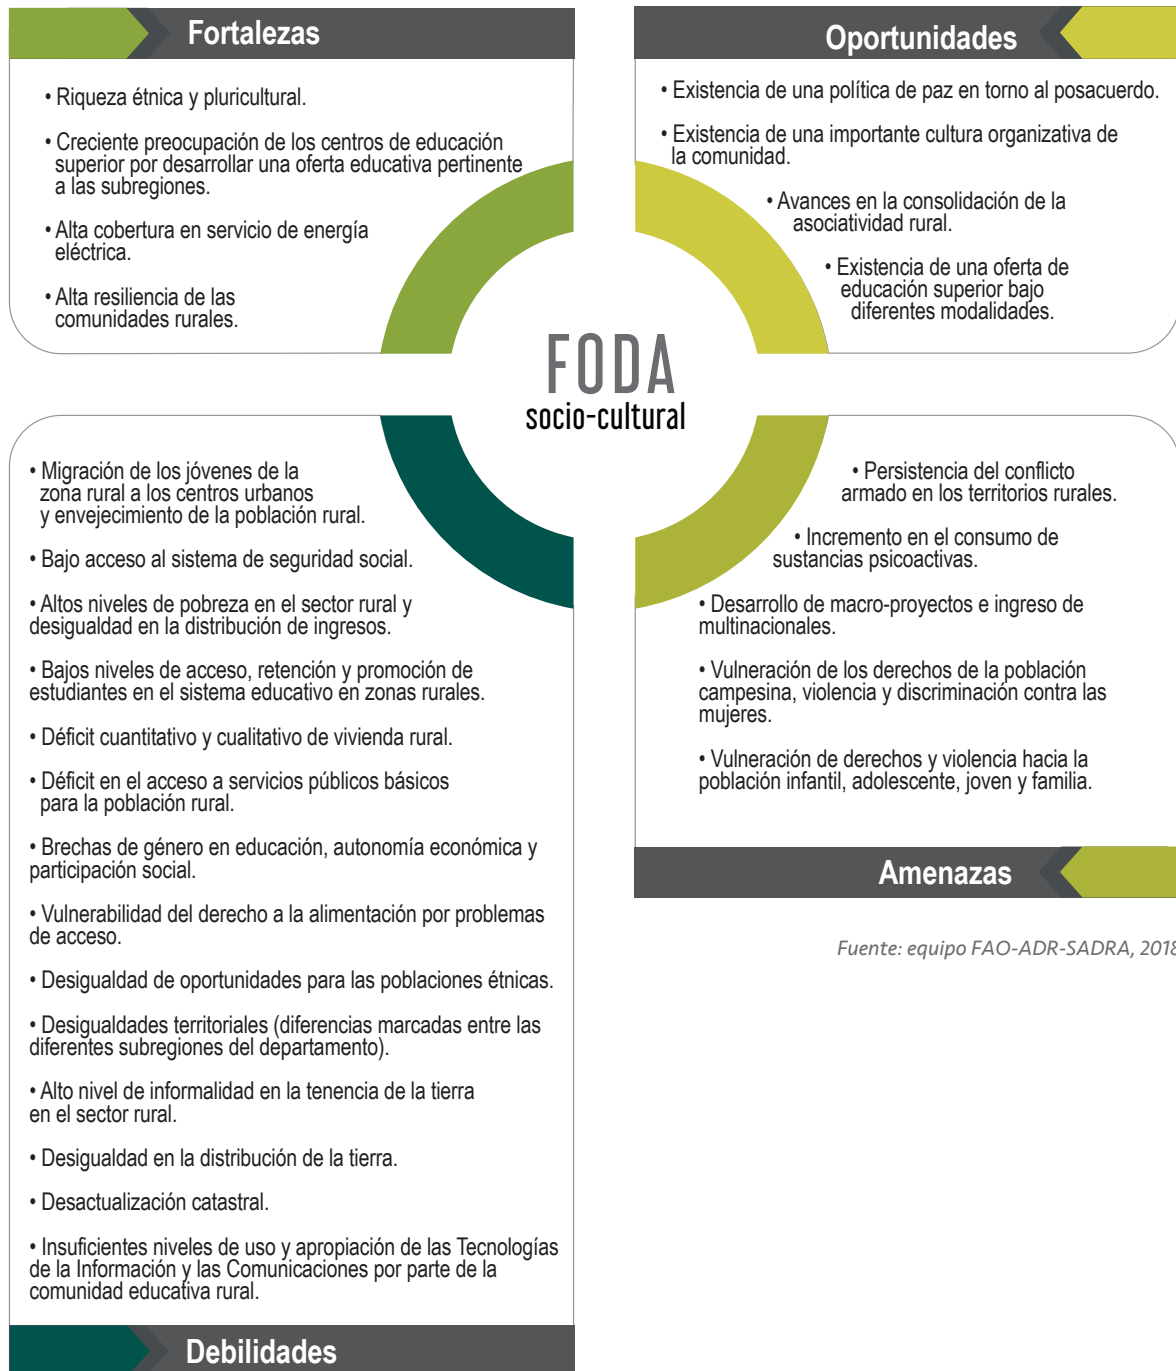 Fortalezas
• Riqueza étnica y pluricultural.
• Creciente preocupación de los centros de educación
superior por desarrollar una oferta educativa pertinente
a las subregiones.
• Alta cobertura en servicio de energía
eléctrica.
• Alta resiliencia de las
comunidades rurales.
Oportunidades
• Existencia de una política de paz en torno al posacuerdo.
• Existencia de una importante cultura organizativa de
la comunidad.
• Avances en la consolidación de la
asociatividad rural.
• Existencia de una oferta de
educación superior bajo
diferentes modalidades.
FODA
socio-cultural
• Migración de los jóvenes de la
zona rural a los centros urbanos
y envejecimiento de la población rural.
• Bajo acceso al sistema de seguridad social.
• Altos niveles de pobreza en el sector rural y
desigualdad en la distribución de ingresos.
• Bajos niveles de acceso, retención y promoción de
estudiantes en el sistema educativo en zonas rurales.
• Déficit cuantitativo y cualitativo de vivienda rural.
• Déficit en el acceso a servicios públicos básicos
para la población rural.
• Brechas de género en educación, autonomía económica y
participación social.
• Vulnerabilidad del derecho a la alimentación por problemas
de acceso.
• Desigualdad de oportunidades para las poblaciones étnicas.
• Desigualdades territoriales (diferencias marcadas entre las
diferentes subregiones del departamento).
• Alto nivel de informalidad en la tenencia de la tierra
en el sector rural.
• Desigualdad en la distribución de la tierra.
• Desactualización catastral.
• Insuficientes niveles de uso y apropiación de las Tecnologías
de la Información y las Comunicaciones por parte de la
comunidad educativa rural.
Debilidades
• Persistencia del conflicto
armado en los territorios rurales.
• Incremento en el consumo de
sustancias psicoactivas.
• Desarrollo de macro-proyectos e ingreso de
multinacionales.
• Vulneración de los derechos de la población
campesina, violencia y discriminación contra las
mujeres.
• Vulneración de derechos y violencia hacia la
población infantil, adolescente, joven y familia.
Amenazas
Fuente: equipo FAO-ADR-SADRA, 2018